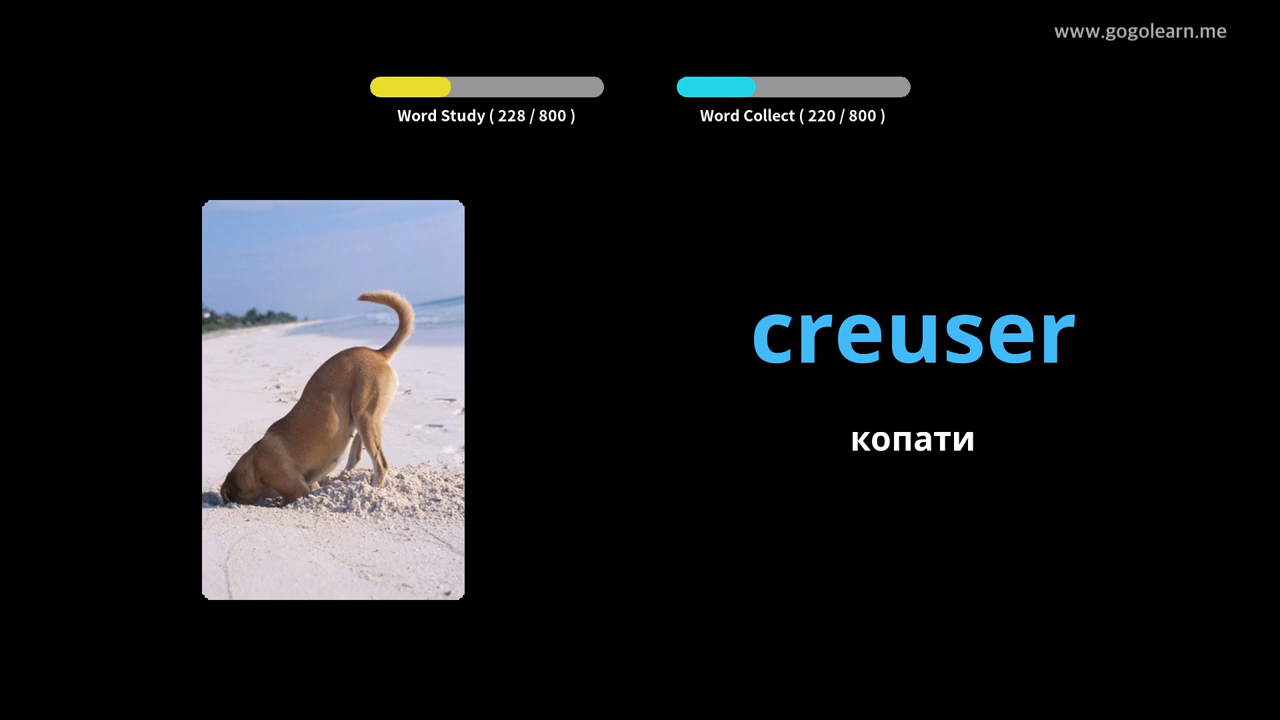 www.gogolearn.me
Word Study ( 228 / 800 )
Word Collect ( 220 / 800 )
creuser
копати